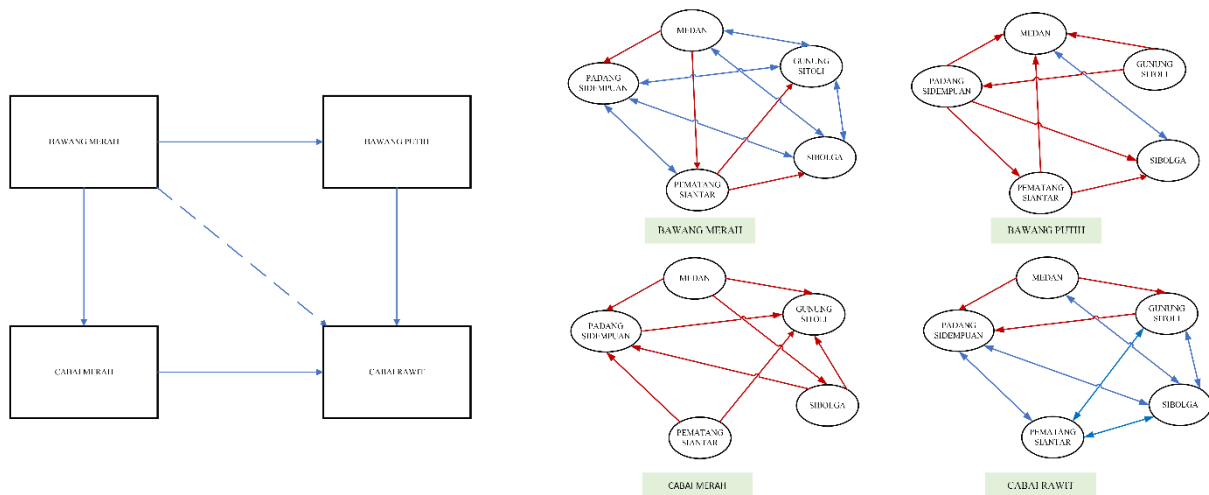 BAWANG MERAH
BAWANG PUTIH
CABAI MERAH
CABAI RAWIT
MEDAN
GUNUNG
SITOLI
PADANG
SIDEMPUAN
SIBOLGA
PEMATANG
SIANTAR
BAWANG MERAH
MEDAN
GUNUNG
SITOLI
PADANG
SIDEMPUAN
SIBOLGA
PEMATANG
SIANTAR
BAWANG PUTIH
MEDAN
GUNUNG
SITOLI
PADANG
SIDEMPUAN
SIBOLGA
PEMATANG
SIANTAR
CABAI MERAH
MEDAN
GUNUNG
SITOLI
PADANG
SIDEMPUAN
SIBOLGA
PEMATANG
SIANTAR
CABAI RAWIT